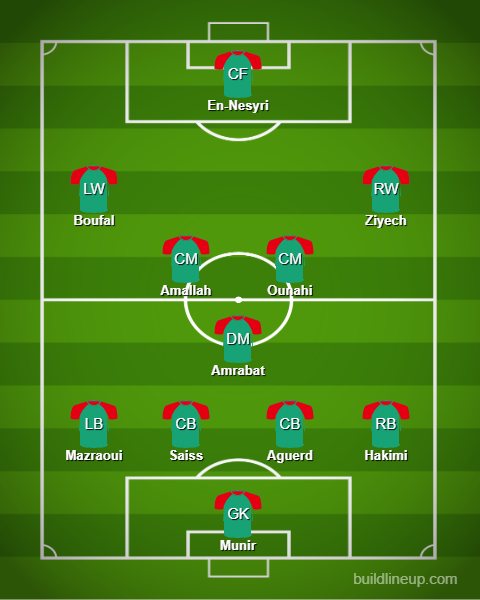 CF
En-Nesyri
LW
RW
Boufal
Ziyech
CM
CM
Amallah
Ounahi
DM
Amrabat
LB
CB
CB
RB
Mazraoui
Saiss
Aguerd
Hakimi
GK
Munir
buildlineup.com